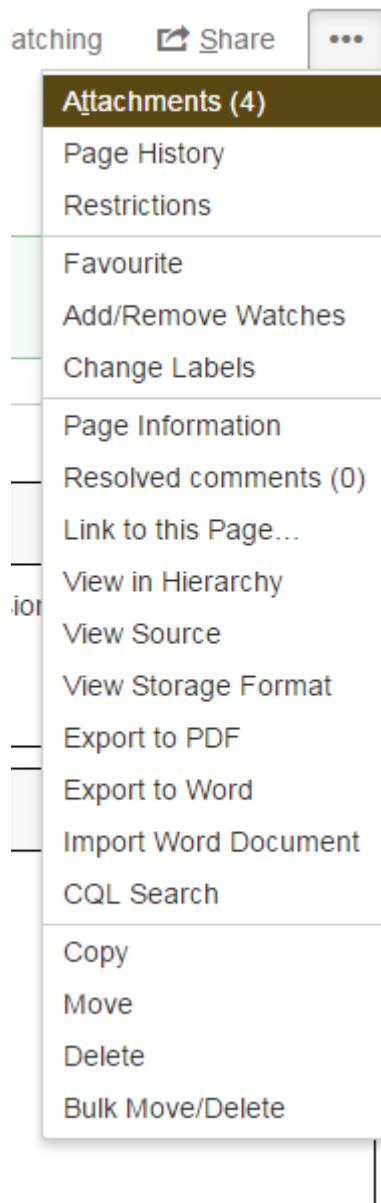 atching Share •••
Attachments (4)
Page History
Restrictions
Favourite
Add/Remove Watches
Change Labels
Page Information
Resolved comments (0)
Link to this Page...
View in Hierarchy
sion
View Source
View Storage Format
Export to PDF
Export to Word
Import Word Document
CQL Search
Copy
Move
Delete
Bulk Move/Delete